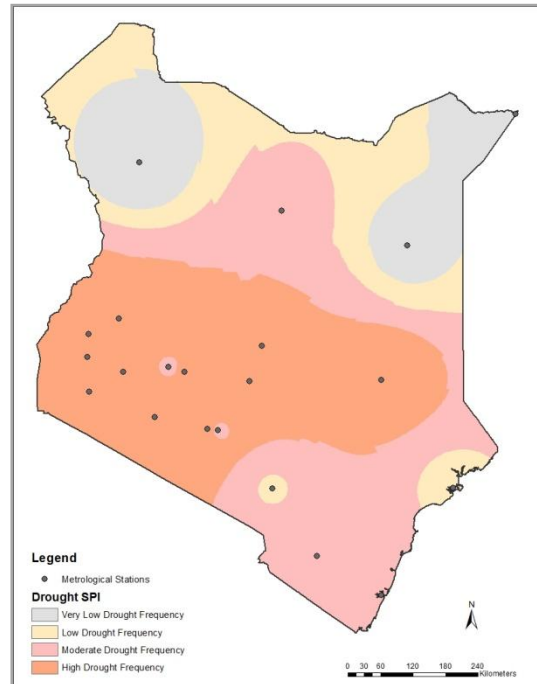 N
Legend
Metrological Stations
Drought SPI
Very Low Drought Frequency
Low Drought Frequency
Moderate Drought Frequency
High Drought Frequency
0 30 60 120 180 240
Kilometers